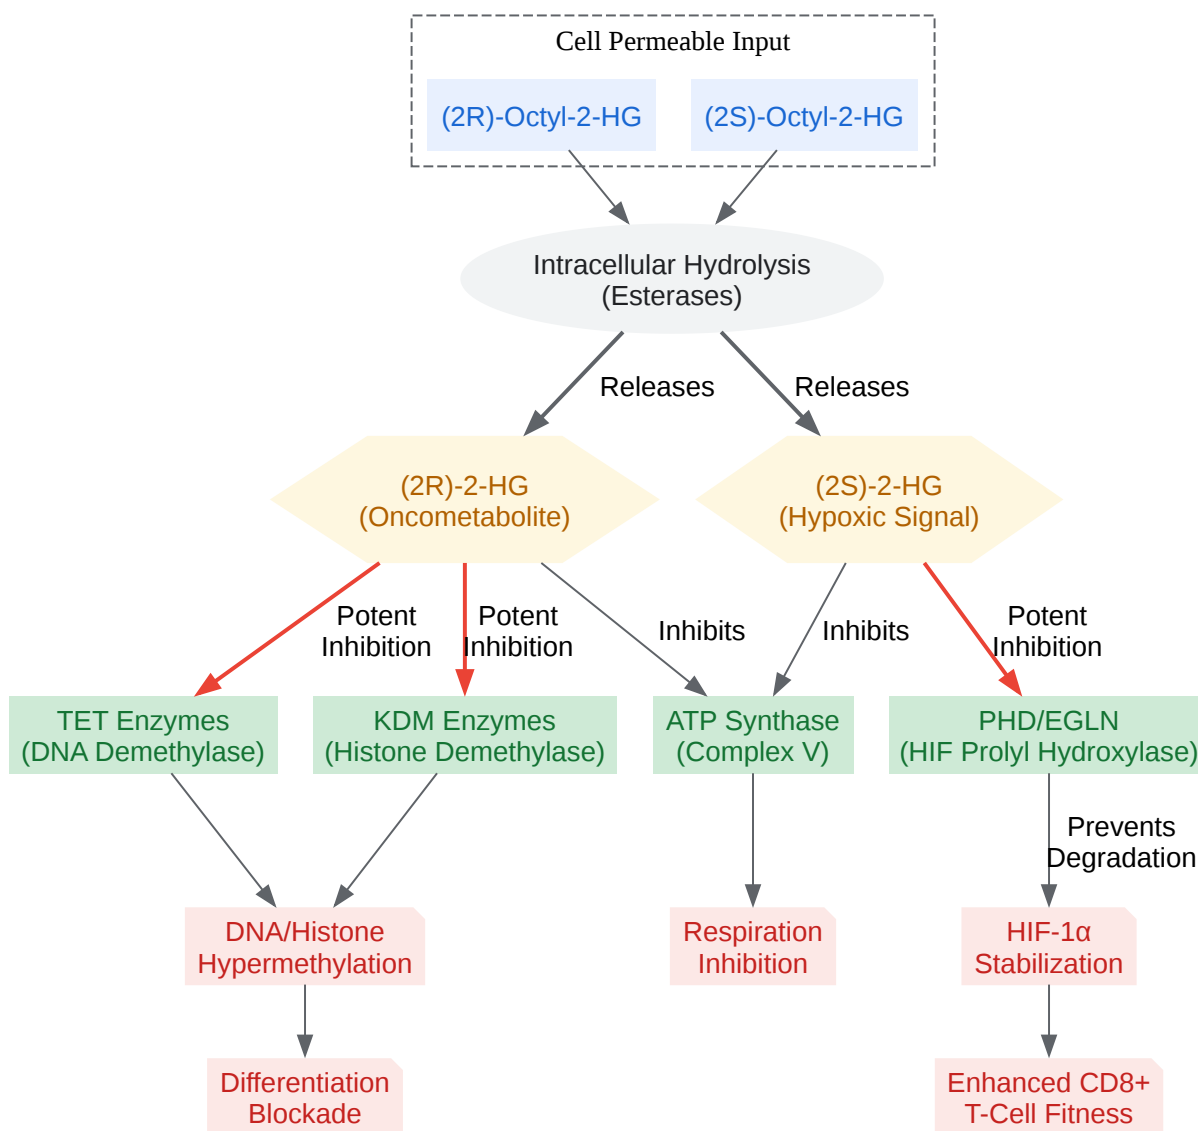 Cell Permeable Input
(2R)-Octyl-2-HG
(2S)-Octyl-2-HG
Intracellular Hydrolysis
(Esterases)
Releases
Releases
(2R)-2-HG
(Oncometabolite)
(2S)-2-HG
(Hypoxic Signal)
Potent
Inhibition
Potent
Inhibition
Inhibits
Inhibits
Potent
Inhibition
TET Enzymes
(DNA Demethylase)
KDM Enzymes
(Histone Demethylase)
ATP Synthase
(Complex V)
PHD/EGLN
(HIF Prolyl Hydroxylase)
Prevents
Degradation
DNA/Histone
Hypermethylation
Respiration
Inhibition
HIF-1α
Stabilization
Differentiation
Blockade
Enhanced CD8+
T-Cell Fitness